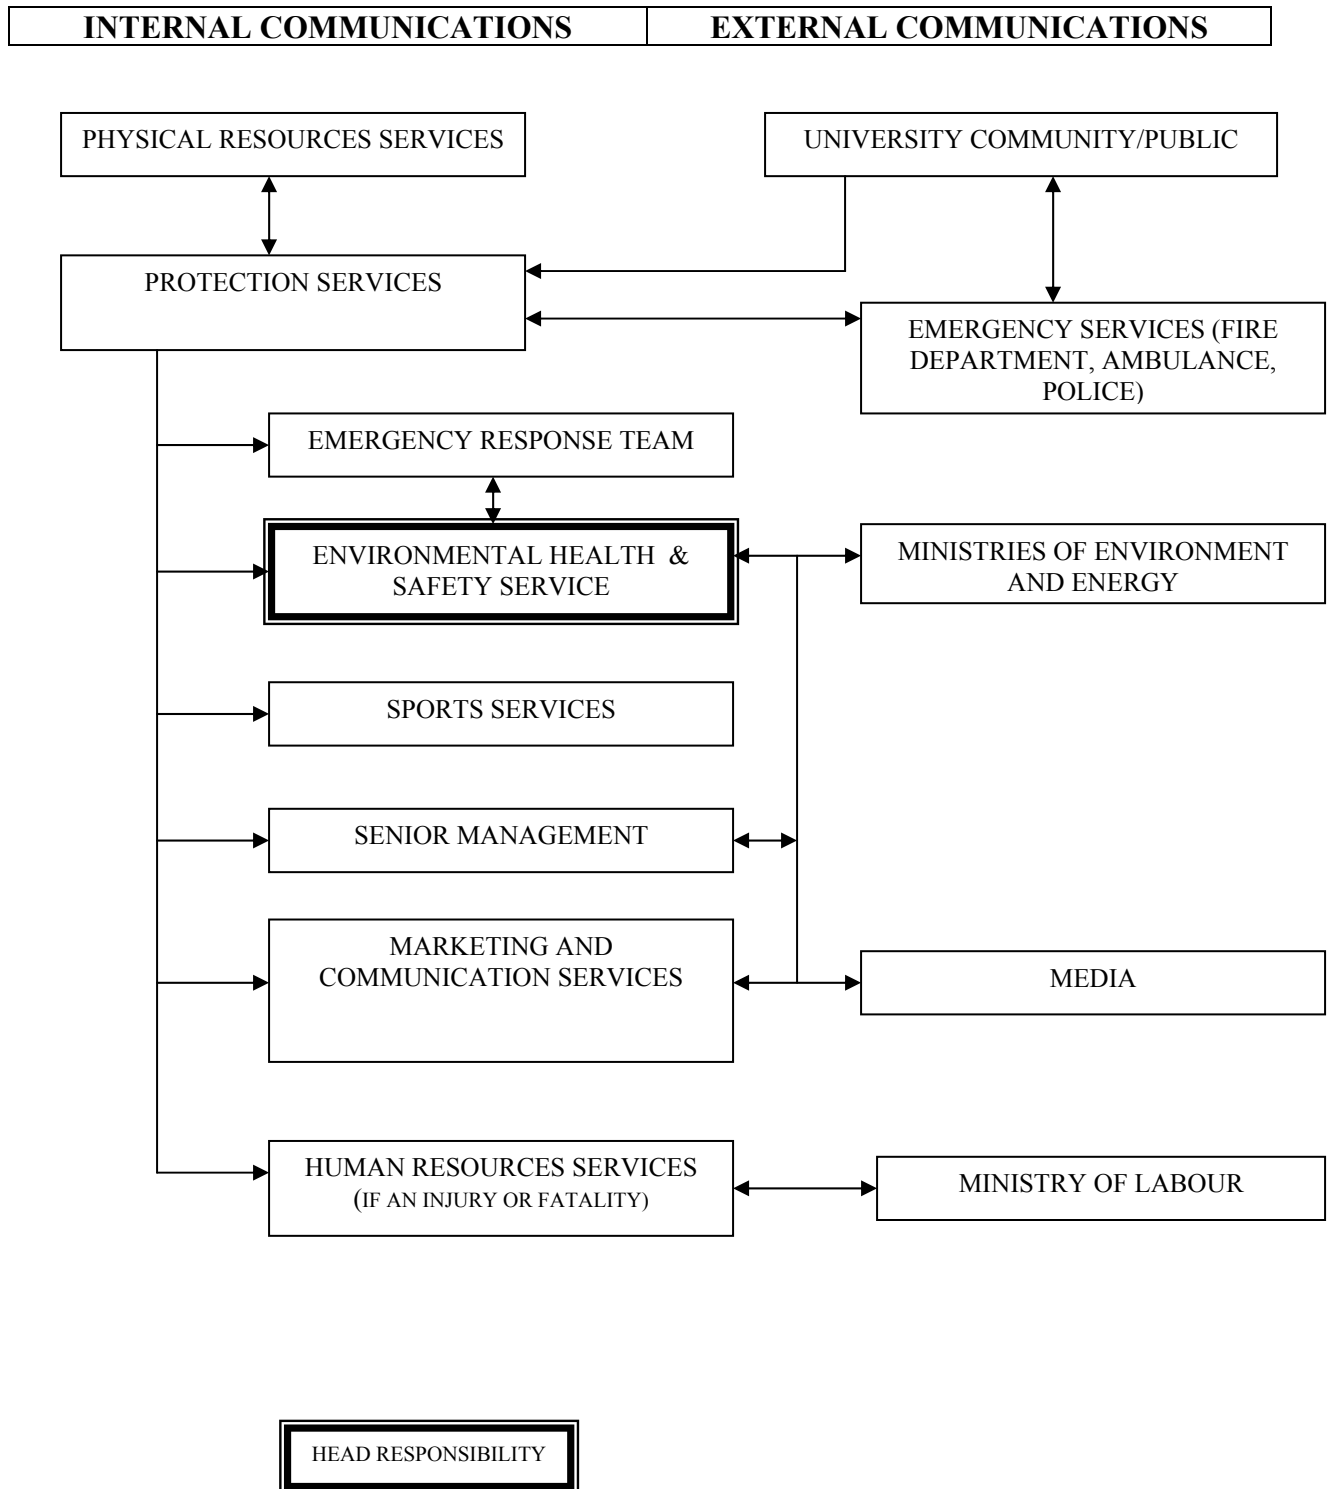 INTERNAL COMMUNICATIONS
EXTERNAL COMMUNICATIONS
PHYSICAL RESOURCES SERVICES
UNIVERSITY COMMUNITY/PUBLIC
PROTECTION SERVICES
EMERGENCY SERVICES (FIRE
DEPARTMENT, AMBULANCE,
POLICE)
EMERGENCY RESPONSE TEAM
ENVIRONMENTAL HEALTH &
SAFETY SERVICE
MINISTRIES OF ENVIRONMENT
AND ENERGY
SPORTS SERVICES
SENIOR MANAGEMENT
MARKETING AND
COMMUNICATION SERVICES
MEDIA
HUMAN RESOURCES SERVICES
(IF AN INJURY OR FATALITY)
MINISTRY OF LABOUR
HEAD RESPONSIBILITY